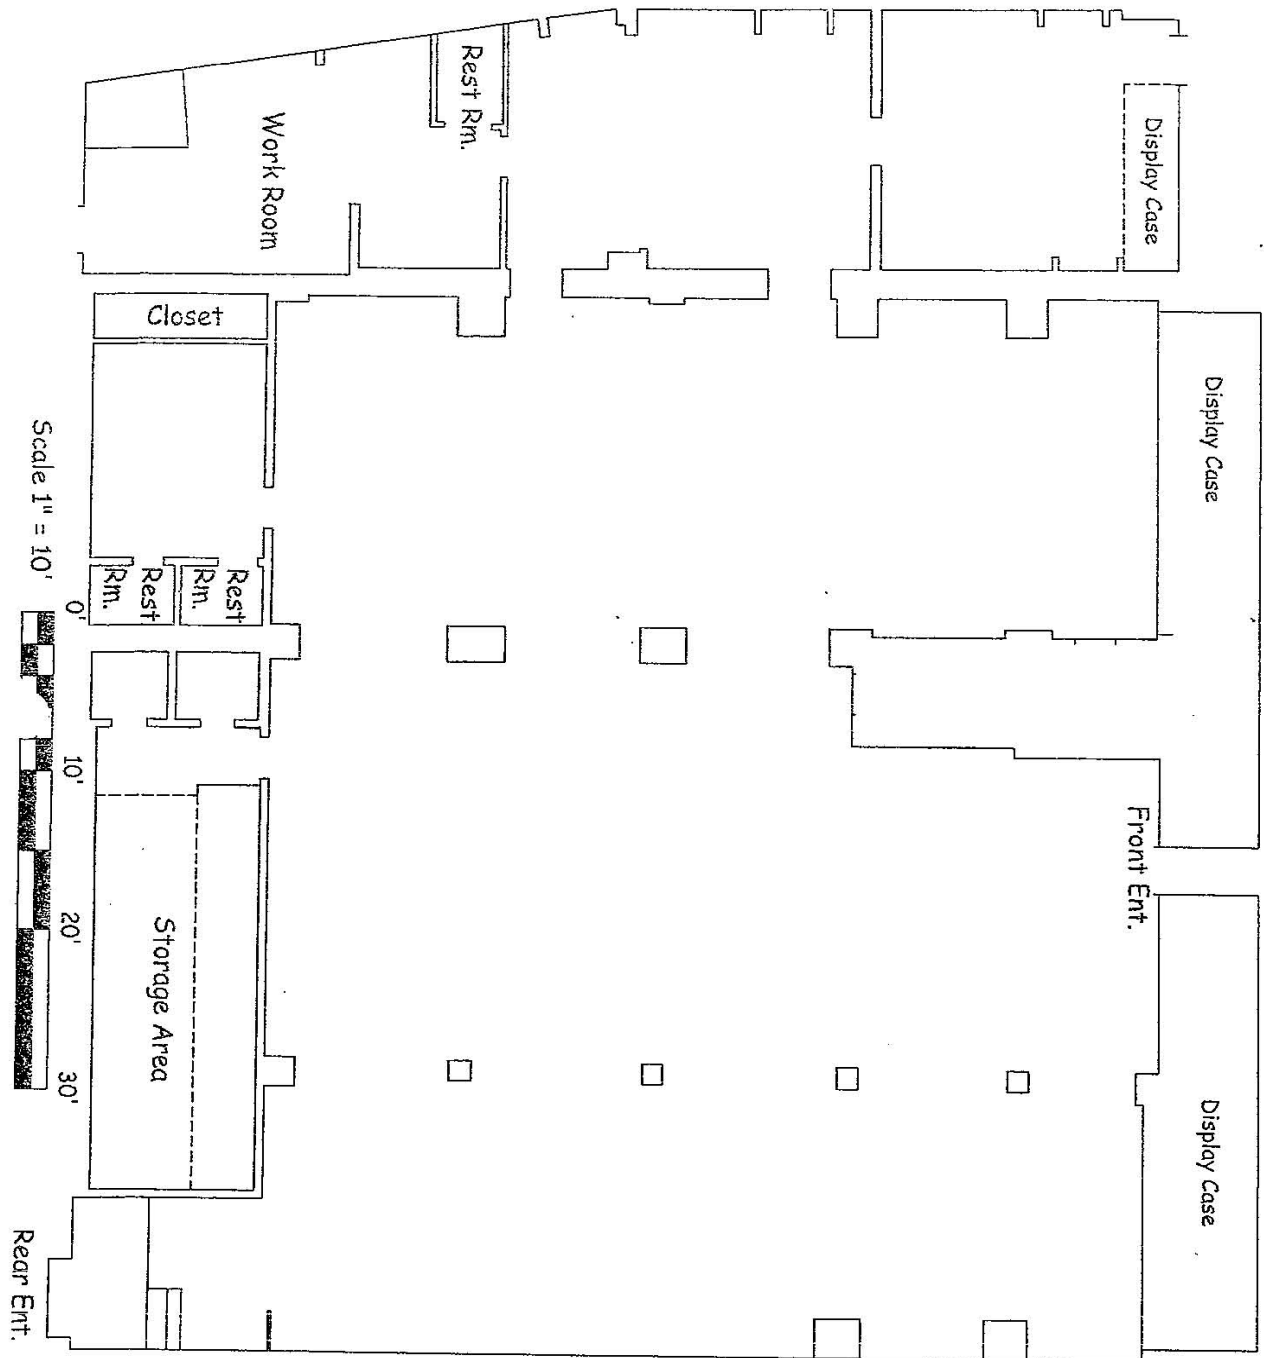 Rest Rm.
Work Room
Display Case
Closet
Display Case
Rest
Rm.
Rest
Rm.
Scale 1" = 10'
0'
10'
20'
30'
Front Ent.
Storage Area
Display Case
Rear Ent.